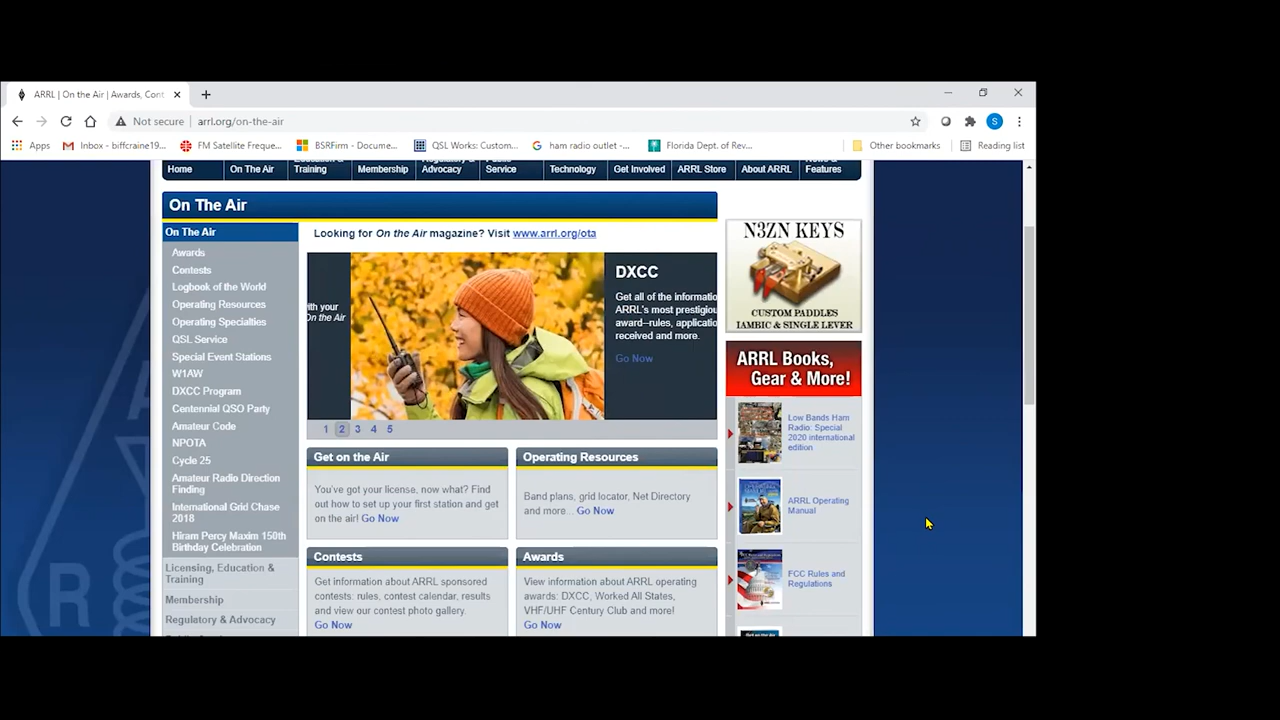 ARRL | On the Air | Awards, Cont
Not secure
arrl.org/on-the-air
S
Apps
Inbox - biffcraine19...
FM Satellite Freque...
BSRFirm - Docume...
QSL Works: Custom...
ham radio outlet -...
Florida Dept. of Rev...
Other bookmarks
Reading list
Home
On The Air
Training
Membership
Advocacy
Service
Technology
Get Involved
ARRL Store
About ARRL
Features
On The Air
On The Air
Awards
Contests
Logbook of the World
Operating Resources
Operating Specialties
QSL Service
Special Event Stations
W1AW
DXCC Program
Centennial QSO Party
Amateur Code
NPOTA
Cycle 25
Amateur Radio Direction
Finding
International Grid Chase
2018
Hiram Percy Maxim 150th
Birthday Celebration
Licensing, Education &
Training
Membership
Regulatory & Advocacy
Looking for On the Air magazine? Visit www.arrl.org/ota
ith your
On the Air
DXCC
Get all of the informatio
ARRL's most prestigiou
award–rules, applicatio
received and more.
Go Now
1 2 3 4 5
Get on the Air
You've got your license, now what? Find
out how to set up your first station and get
on the air! Go Now
Operating Resources
Band plans, grid locator, Net Directory
and more... Go Now
Contests
Get information about ARRL sponsored
contests: rules, contest calendar, results
and view our contest photo gallery.
Go Now
Awards
View information about ARRL operating
awards: DXCC, Worked All States,
VHF/UHF Century Club and more!
Go Now
N3ZN KEYS
CUSTOM PADDLES
IAMBIC & SINGLE LEVER
ARRL Books,
Gear & More!
Low Bands Ham
Radio: Special
2020 international
edition
ARRL Operating
Manual
FCC Rules and
Regulations